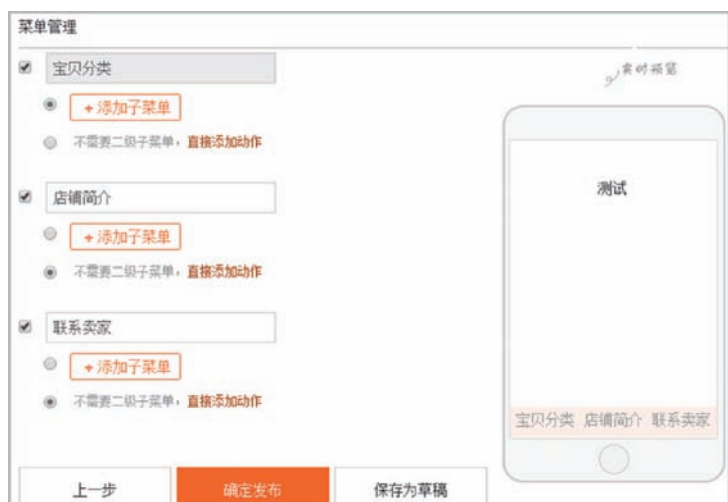 菜单管理
宝贝分类
实时预览
+添加子菜单
不需要二级子菜单，直接添加动作
店铺简介
+添加子菜单
不需要二级子菜单，直接添加动作
联系卖家
+添加子菜单
不需要二级子菜单，直接添加动作
测试
宝贝分类 店铺简介 联系卖家
上一步 确定发布 保存为草稿